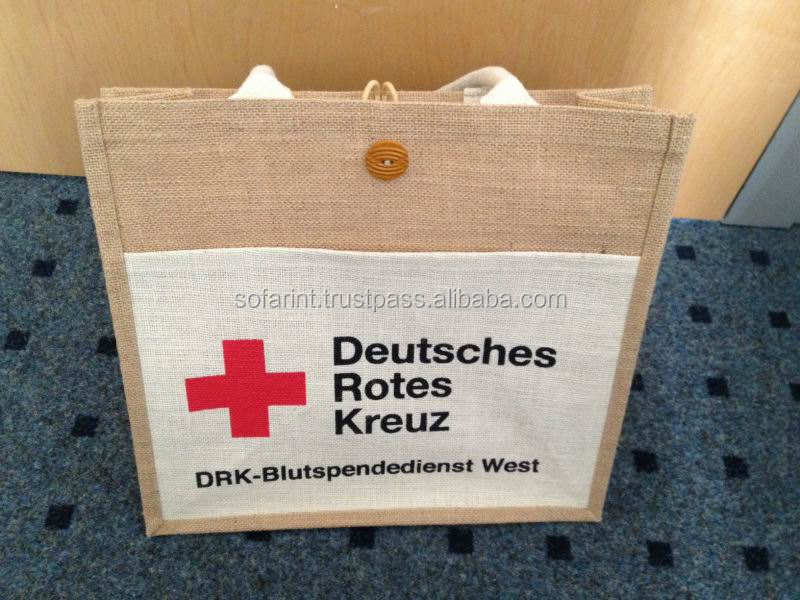 sofarint.trustpass.alibaba.com
Deutsches
Rotes
Kreuz
DRK-Blutspendedienst West